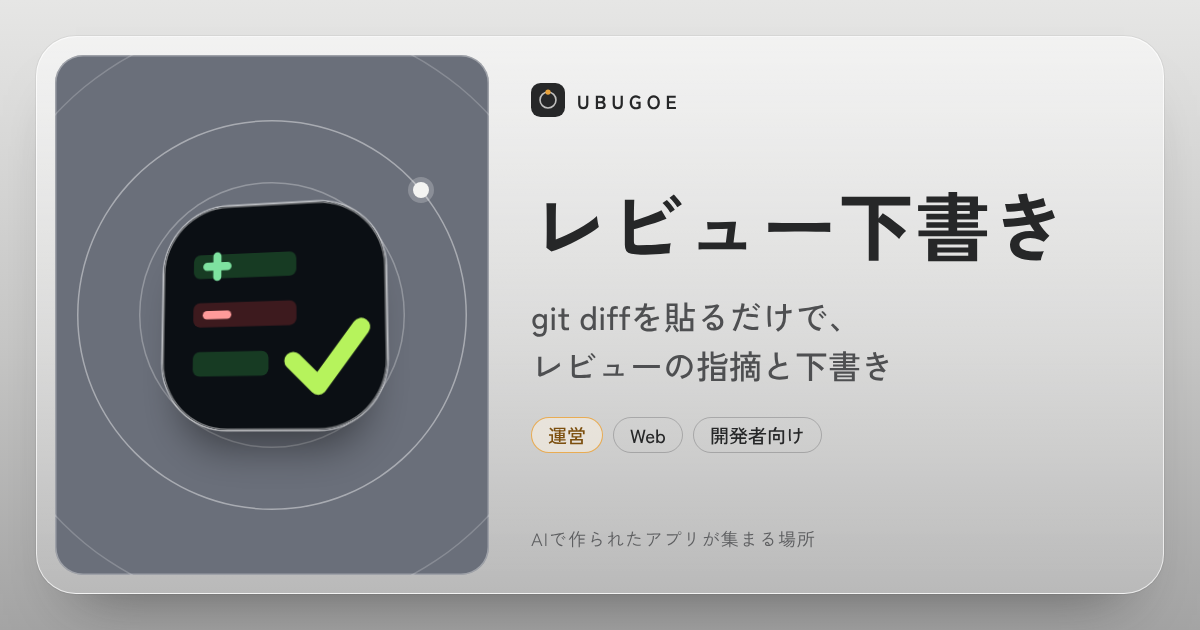 UBUGOE
レビュー下書き
git diffを貼るだけで、
レビューの指摘と下書き
運営 Web 開発者向け
AIで作られたアプリが集まる場所